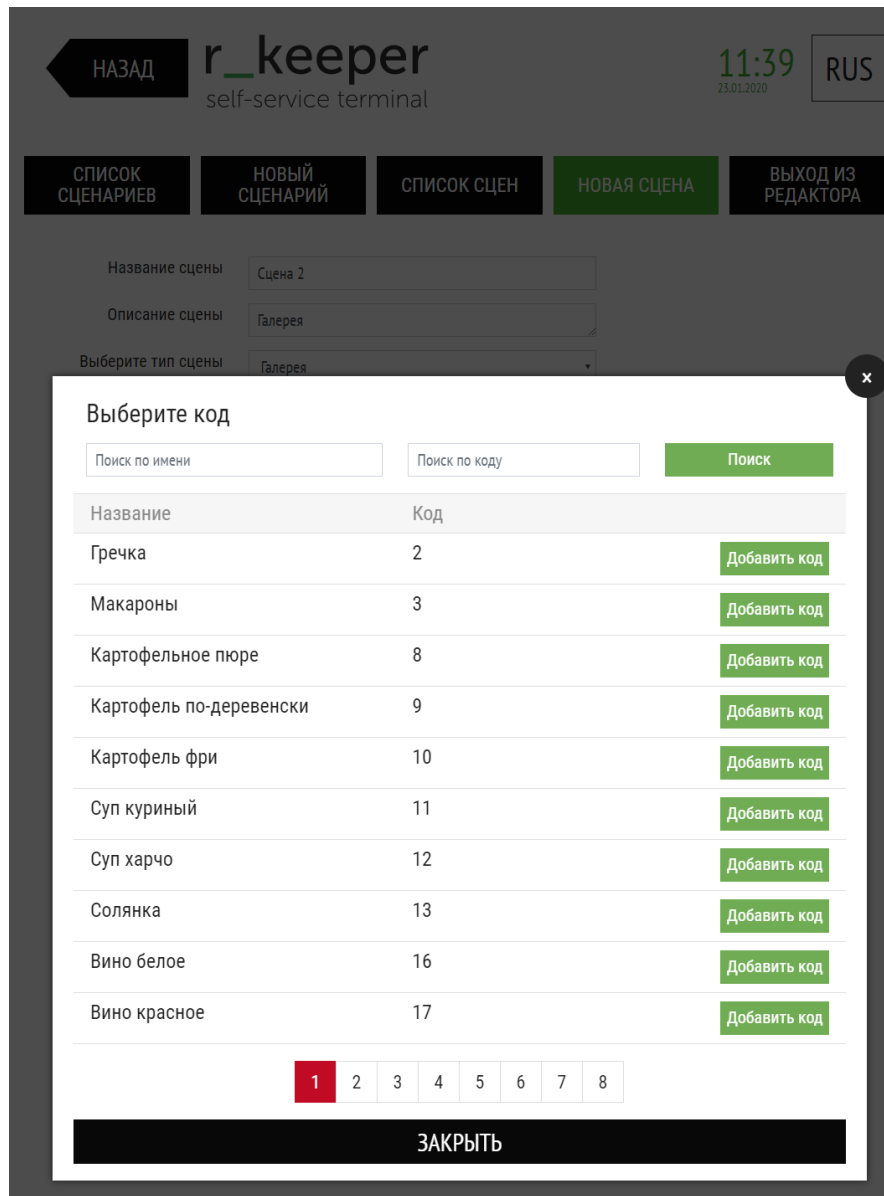 НАЗАД
r_keeper
self-service terminal
11:39
23.01.2020
RUS
СПИСОК СЦЕНАРИЕВ
НОВЫЙ СЦЕНАРИЙ
СПИСОК СЦЕН
НОВАЯ СЦЕНА
ВЫХОД ИЗ РЕДАКТОРА
Название сцены Сцена 2
Описание сцены Галерея
Выберите тип сцены Галерея
x
Выберите код
Поиск по имени Поиск по коду Поиск
Название Код
Гречка 2 Добавить код
Макароны 3 Добавить код
Картофельное пюре 8 Добавить код
Картофель по-деревенски 9 Добавить код
Картофель фри 10 Добавить код
Суп куриный 11 Добавить код
Суп харчо 12 Добавить код
Солянка 13 Добавить код
Вино белое 16 Добавить код
Вино красное 17 Добавить код
1 2 3 4 5 6 7 8
ЗАКРЫТЬ